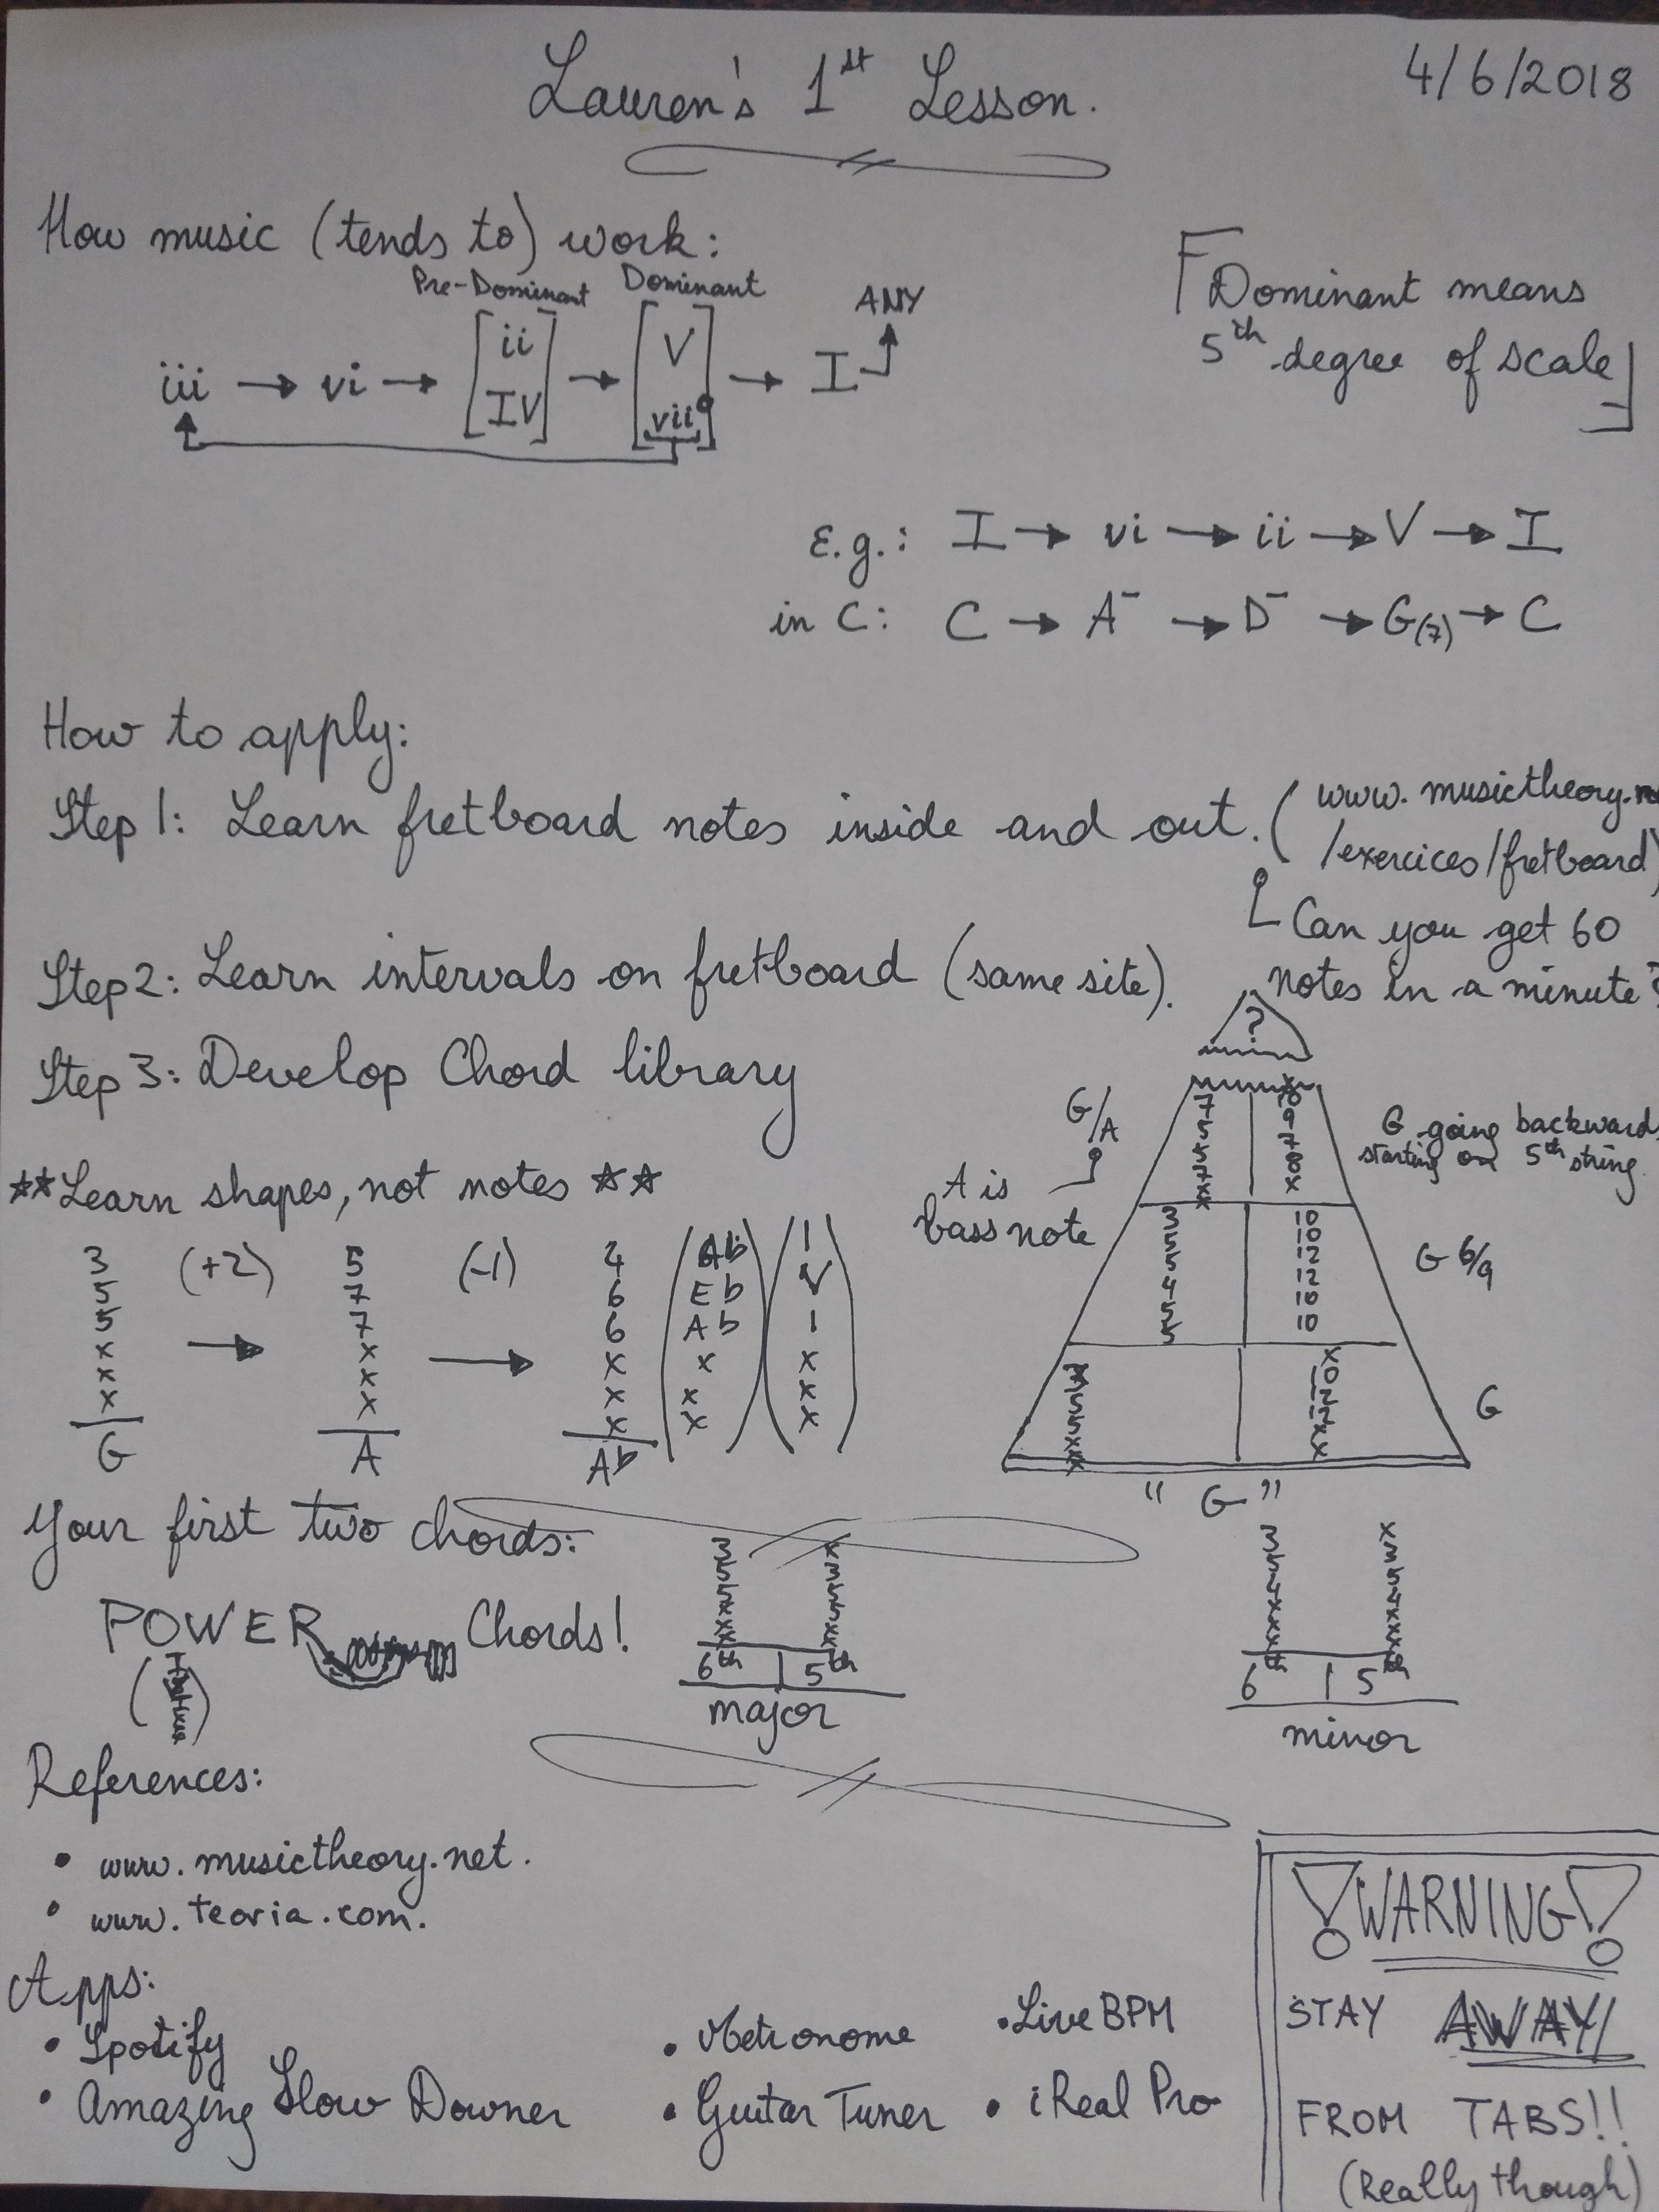 Lauren's 1st Lesson.
4/6/2018
How music (tends to) work:
Pre-Dominant Dominant
ANY
iii → vi → [ii IV] → [V vii°] → I
Dominant means
5th degree of scale
E.g.: I → vi → ii → V → I
in C: C → A- → D- → G(7) → C
How to apply:
Step 1: Learn fretboard notes inside and out. (www.musictheory.
/exercices/fretboard)
Can you get 60
notes in a minute?
Step 2: Learn intervals on fretboard (same site).
Step 3: Develop Chord library
**Learn shapes, not notes **
3 (+2) 5 (-1) 4 (Ab) (1
5 7 6 Eb V
5 → 7 → 6 Ab 1
x x x x x
x x x x x
x x x x x
G A Ab
?
G/A
A is
bass note
7
5
5
7
x
x
10
9
7
8
x
G going backward
starting on 5th string
3
5
5
4
5
5
10
10
12
12
10
10
G 6/9
5
5
x
x
x
x
10
12
12
x
x
G
"G"
Your first two chords:
POWER Chords!
3
5
5
x
x
x
x
3
5
5
x
x
6th | 5th
major
3
5
x
x
x
x
3
5
4
x
x
6th | 5th
minor
References:
• www.musictheory.net.
• www.teoria.com.
Apps:
• Spotify
• Metronome
• LiveBPM
• Amazing Slow Downer
• Guitar Tuner
• iReal Pro
!WARNING!
STAY AWAY
FROM TABS!!
(Really though)